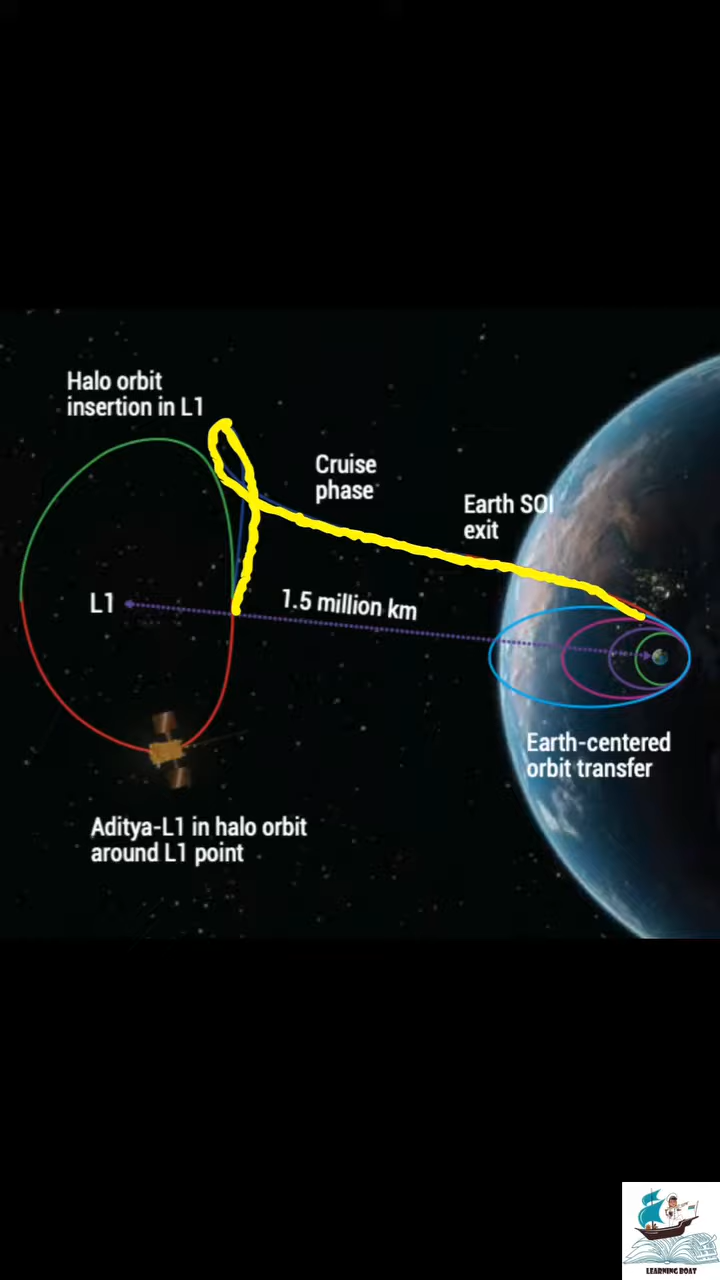 Halo orbit
insertion in L1
Cruise
phase
Earth SOI
exit
L1
1.5 million km
Earth-centered
orbit transfer
Aditya-L1 in halo orbit
around L1 point
LEARNING BOAT